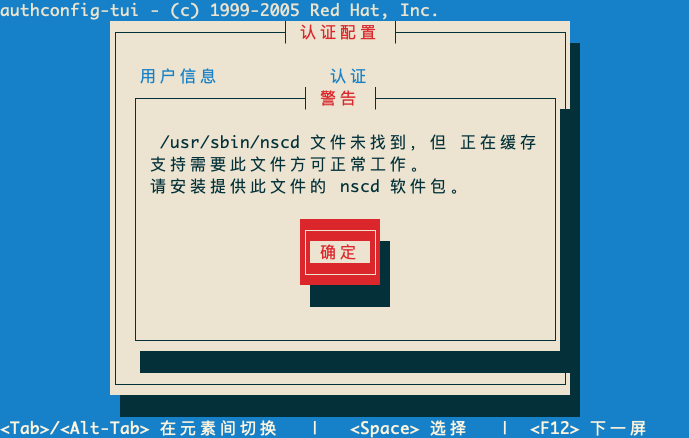 authconfig-tui - (c) 1999-2005 Red Hat, Inc.
认证配置
用户信息 认证
警告
/usr/sbin/nscd 文件未找到，但 正在缓存
支持需要此文件方可正常工作。
请安装提供此文件的 nscd 软件包。
确定
<Tab>/<Alt-Tab> 在元素间切换 | <Space> 选择 | <F12> 下一屏